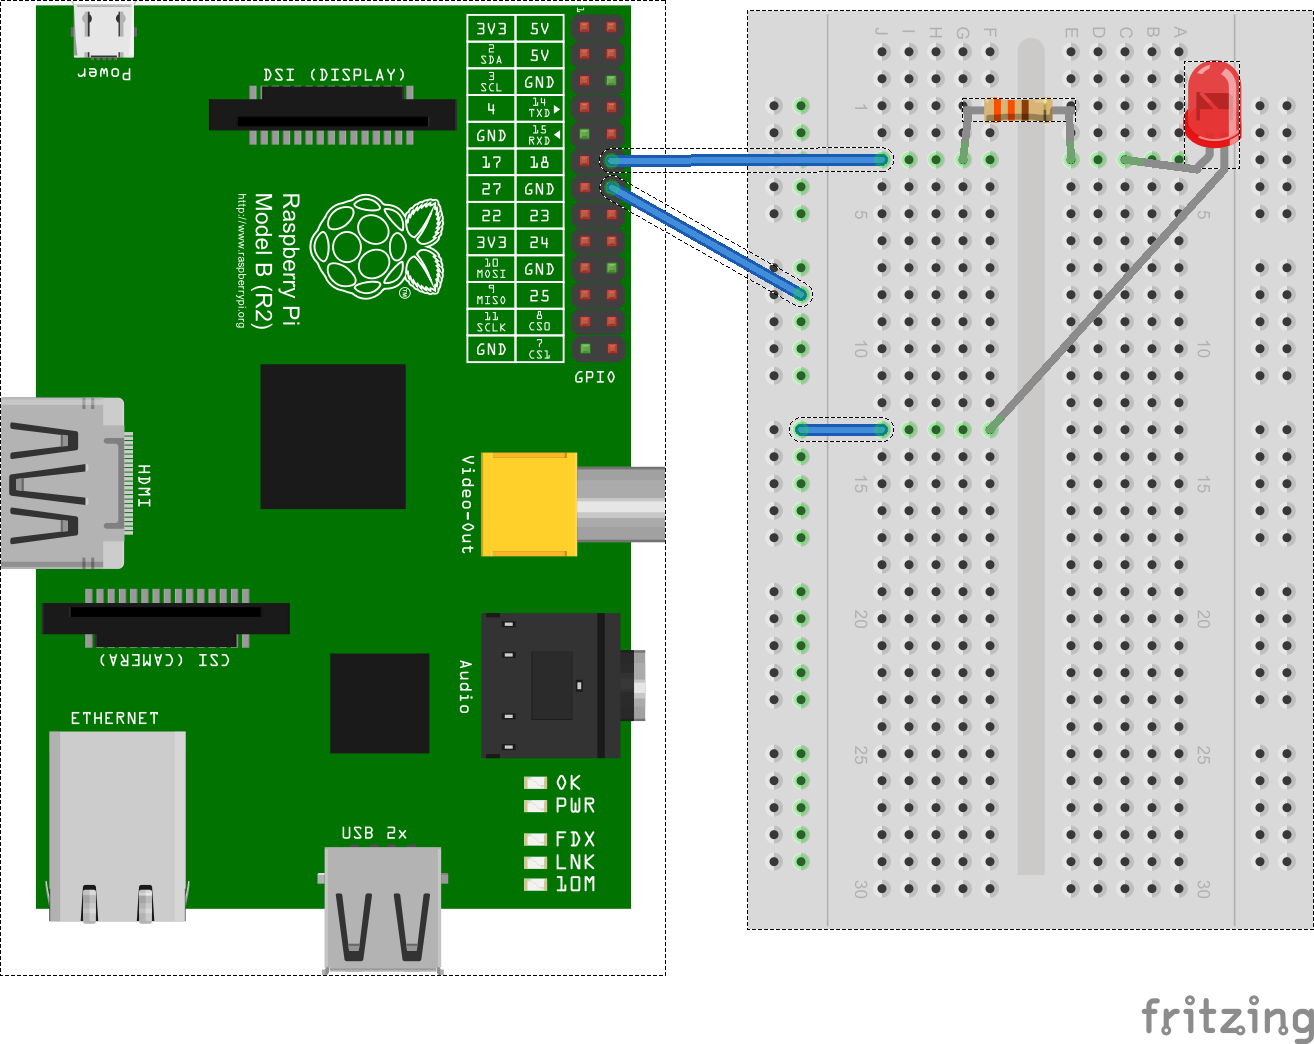 Power
DSI (DISPLAY)
1
3V3 5V
2 SDA 5V
3 SCL GND
4 14 TXD
GND 15 RXD
17 18
27 GND
22 23
3V3 24
10 MOSI GND
9 MISO 25
11 SCLK 8 CS0
GND 7 CS1
GPIO
Raspberry Pi
Model B (R2)
http://www.raspberrypi.org
TM
HDMI
Video-Out
CSI (CAMERA)
Audio
ETHERNET
OK
PWR
FDX
LNK
10M
USB 2x
J I H G F E D C B A
1
5 5
10 10
15 15
20 20
25 25
30 30
fritzing